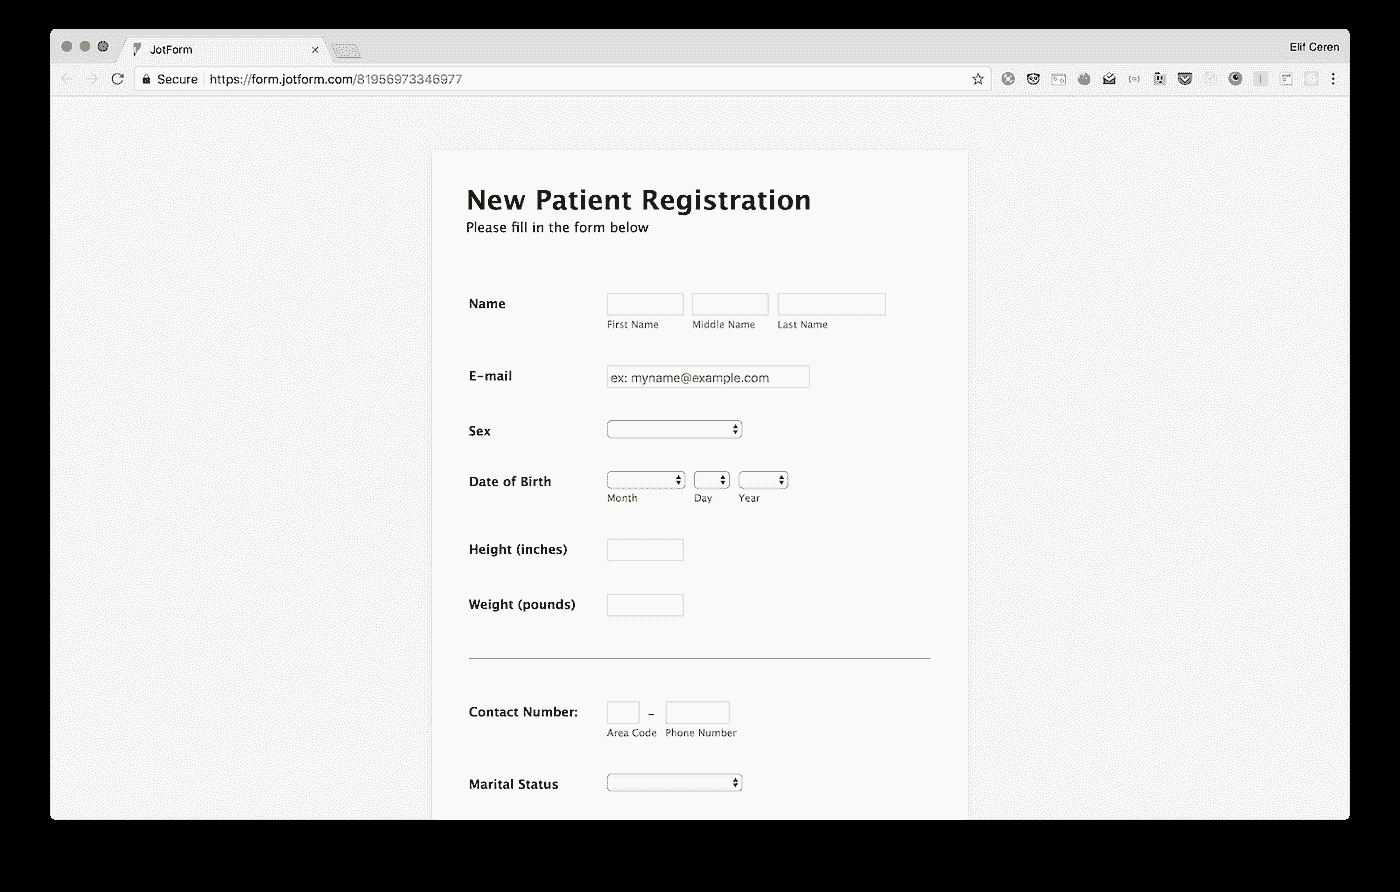 JotForm
Elif Ceren
Secure https://form.jotform.com/81956973346977
New Patient Registration
Please fill in the form below
Name
First Name Middle Name Last Name
E-mail ex: myname@example.com
Sex
Date of Birth
Month Day Year
Height (inches)
Weight (pounds)
Contact Number: –
Area Code Phone Number
Marital Status